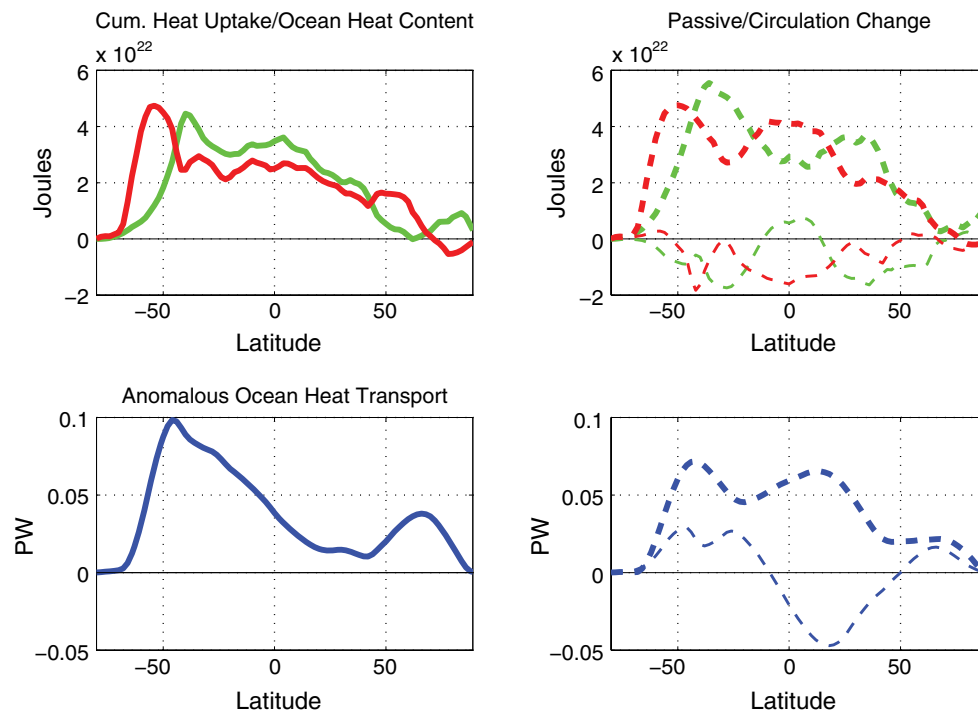 Cum. Heat Uptake/Ocean Heat Content
x 10^22
6
4
2
0
−2
−50
0
50
Joules
Latitude
Passive/Circulation Change
x 10^22
6
4
2
0
−2
−50
0
50
Joules
Latitude
Anomalous Ocean Heat Transport
0.1
0.05
0
−0.05
−50
0
50
PW
Latitude
0.1
0.05
0
−0.05
−50
0
50
PW
Latitude